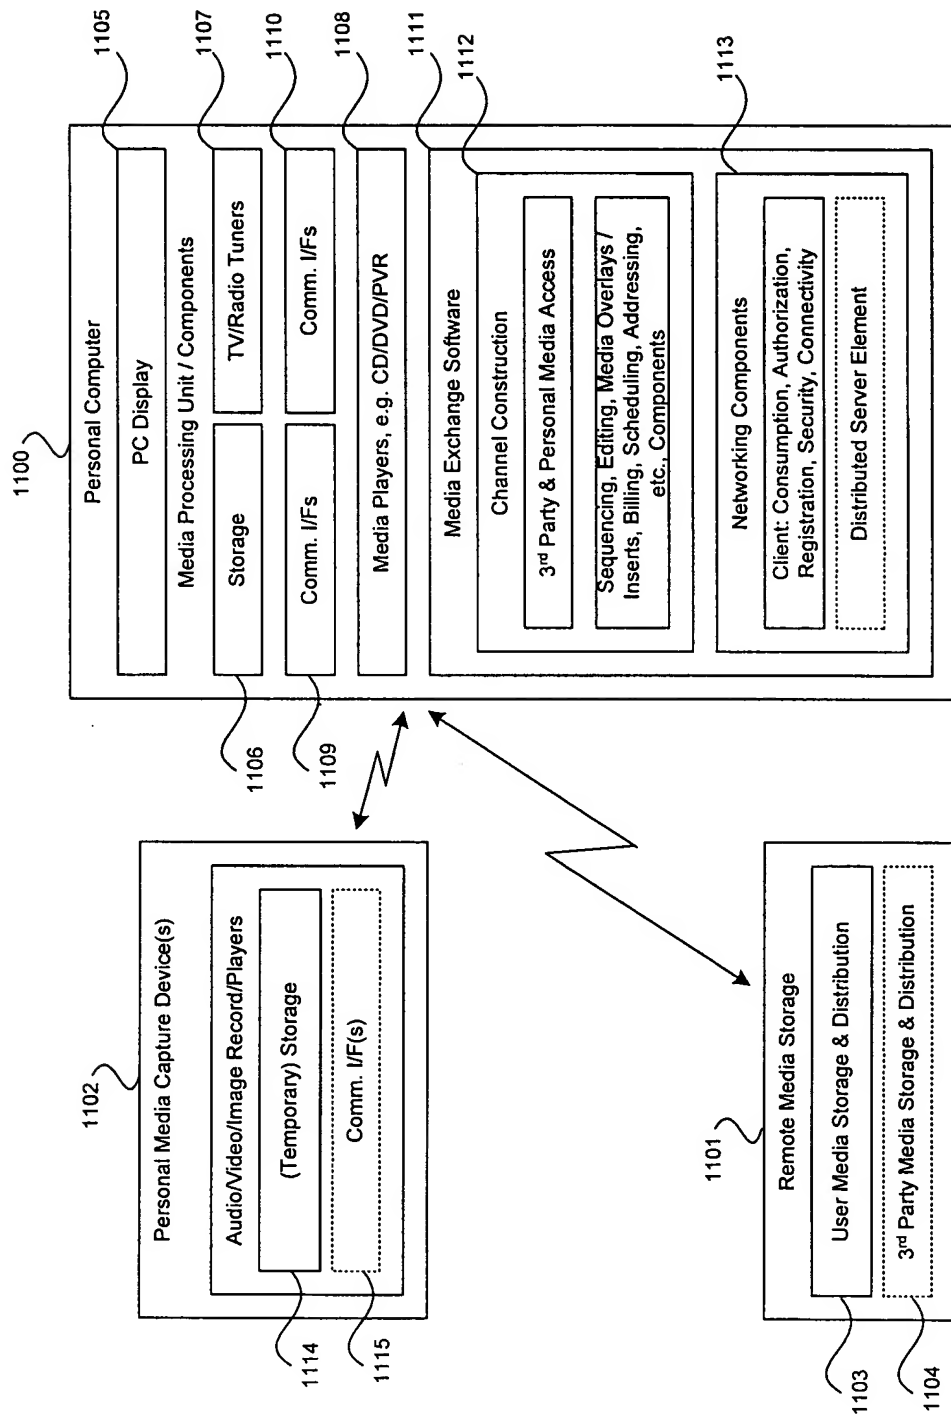 1100
Personal Computer
1105
PC Display
Media Processing Unit / Components
1106
Storage
TV/Radio Tuners
1107
1109
Comm. I/Fs
Comm. I/Fs
1110
Media Players, e.g. CD/DVD/PVR
1108
Media Exchange Software
1111
Channel Construction
1112
3rd Party & Personal Media Access
Sequencing, Editing, Media Overlays /
Inserts, Billing, Scheduling, Addressing,
etc., Components
Networking Components
1113
Client: Consumption, Authorization,
Registration, Security, Connectivity
Distributed Server Element
1102
Personal Media Capture Device(s)
Audio/Video/Image Record/Players
1114
(Temporary) Storage
1115
Comm. I/F(s)
1101
Remote Media Storage
1103
User Media Storage & Distribution
1104
3rd Party Media Storage & Distribution